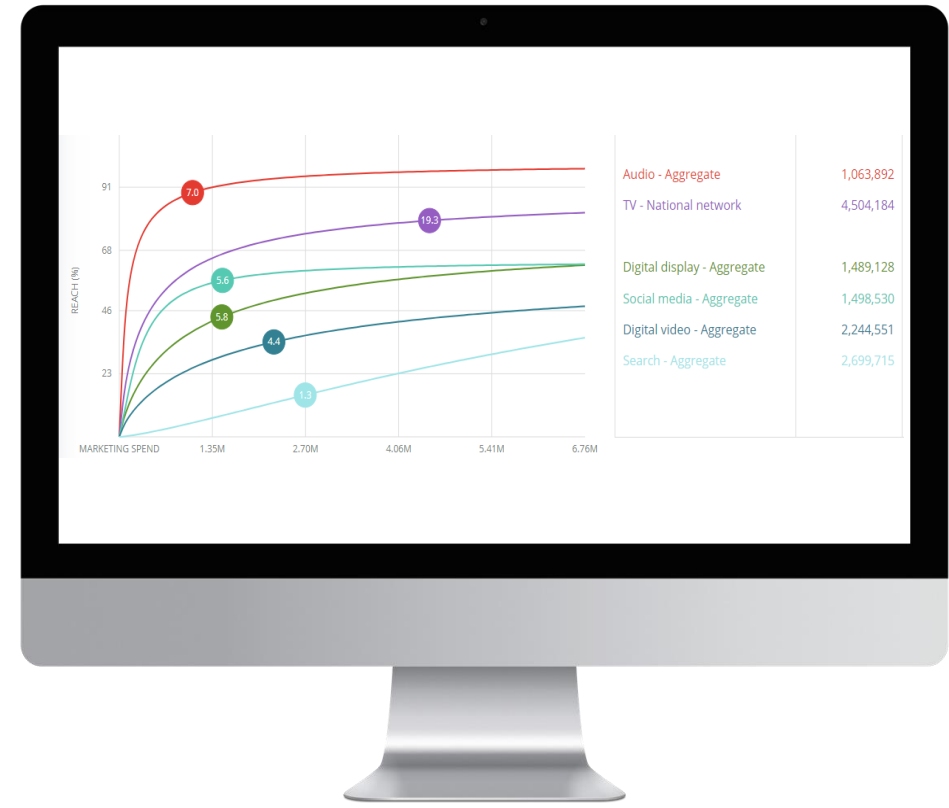 91
68
46
23
REACH (%)
7.0
19.3
5.6
5.8
4.4
1.3
MARKETING SPEND 1.35M 2.70M 4.06M 5.41M 6.76M
Audio - Aggregate 1,063,892
TV - National network 4,504,184
Digital display - Aggregate 1,489,128
Social media - Aggregate 1,498,530
Digital video - Aggregate 2,244,551
Search - Aggregate 2,699,715